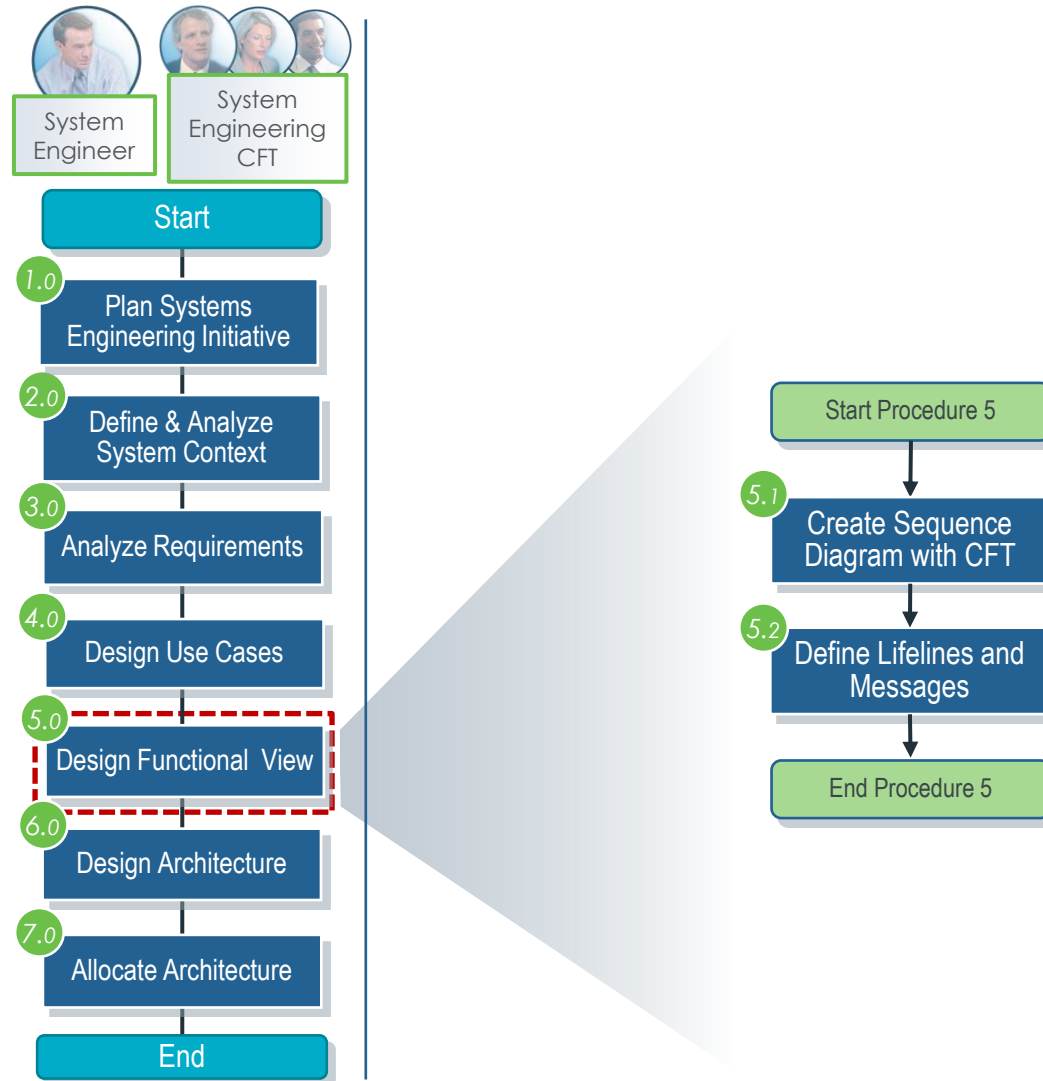 System
Engineer
System
Engineering
CFT
Start
1.0
Plan Systems
Engineering Initiative
2.0
Define & Analyze
System Context
3.0
Analyze Requirements
4.0
Design Use Cases
5.0
Design Functional View
6.0
Design Architecture
7.0
Allocate Architecture
End
Start Procedure 5
5.1
Create Sequence
Diagram with CFT
5.2
Define Lifelines and
Messages
End Procedure 5